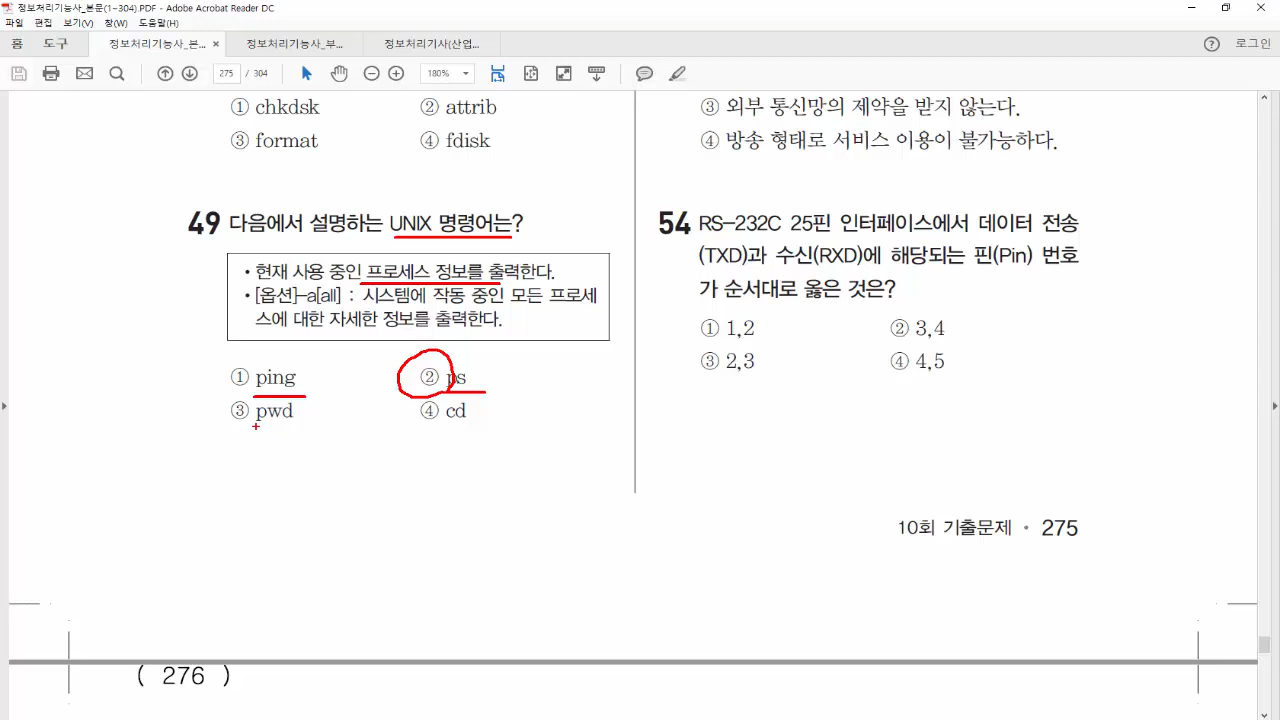 정보처리기능사_본문(1~304).PDF - Adobe Acrobat Reader DC
파일 편집 보기(V) 창(W) 도움말(H)
홈 도구 정보처리기능사_본... × 정보처리기능사_부... 정보처리기사(산업... 로그인
275 / 304 180%
① chkdsk ② attrib
③ format ④ fdisk
49 다음에서 설명하는 UNIX 명령어는?
• 현재 사용 중인 프로세스 정보를 출력한다.
• [옵션]-a[all] : 시스템에 작동 중인 모든 프로세
스에 대한 자세한 정보를 출력한다.
① ping ② ps
③ pwd ④ cd
③ 외부 통신망의 제약을 받지 않는다.
④ 방송 형태로 서비스 이용이 불가능하다.
54 RS-232C 25핀 인터페이스에서 데이터 전송
(TXD)과 수신(RXD)에 해당되는 핀(Pin) 번호
가 순서대로 옳은 것은?
① 1,2 ② 3,4
③ 2,3 ④ 4,5
10회 기출문제 • 275
( 276 )